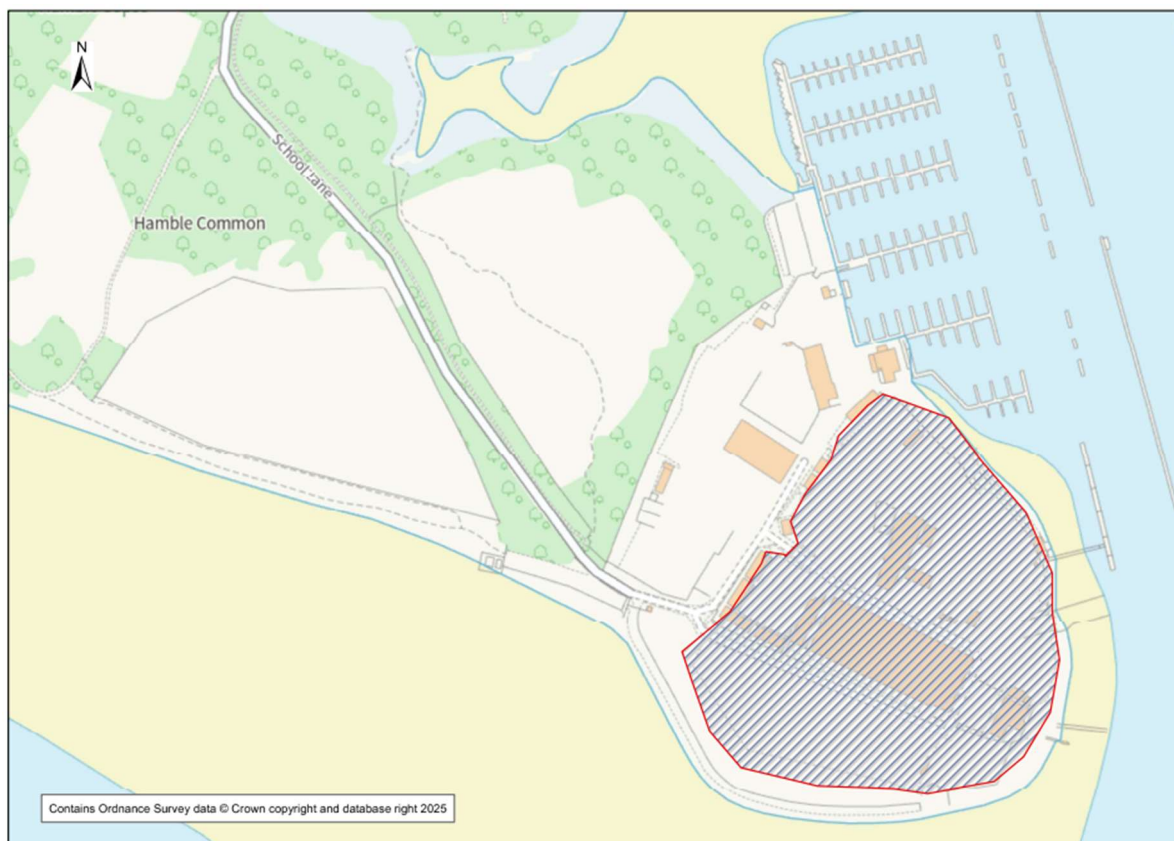 N
School Lane
Hamble Common
Contains Ordnance Survey data © Crown copyright and database right 2025